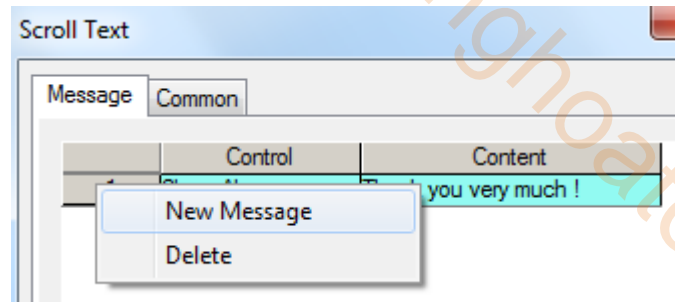 Scroll Text
Message Common
Control Content
you very much !
New Message
Delete